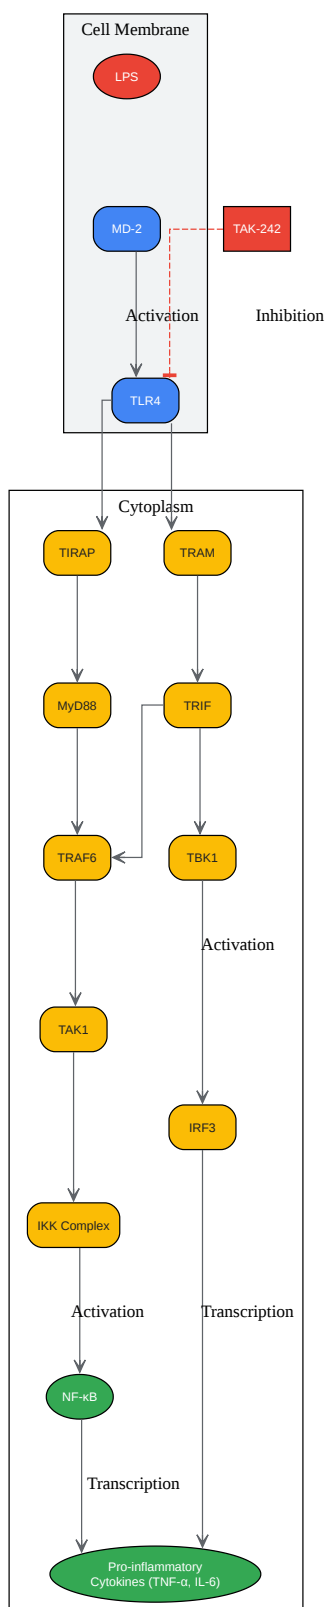 Cell Membrane
LPS
MD-2
TAK-242
Activation
Inhibition
TLR4
Cytoplasm
TIRAP
TRAM
MyD88
TRIF
TRAF6
TBK1
Activation
TAK1
IRF3
IKK Complex
Activation
Transcription
NF-κB
Transcription
Pro-inflammatory
Cytokines (TNF-α, IL-6)